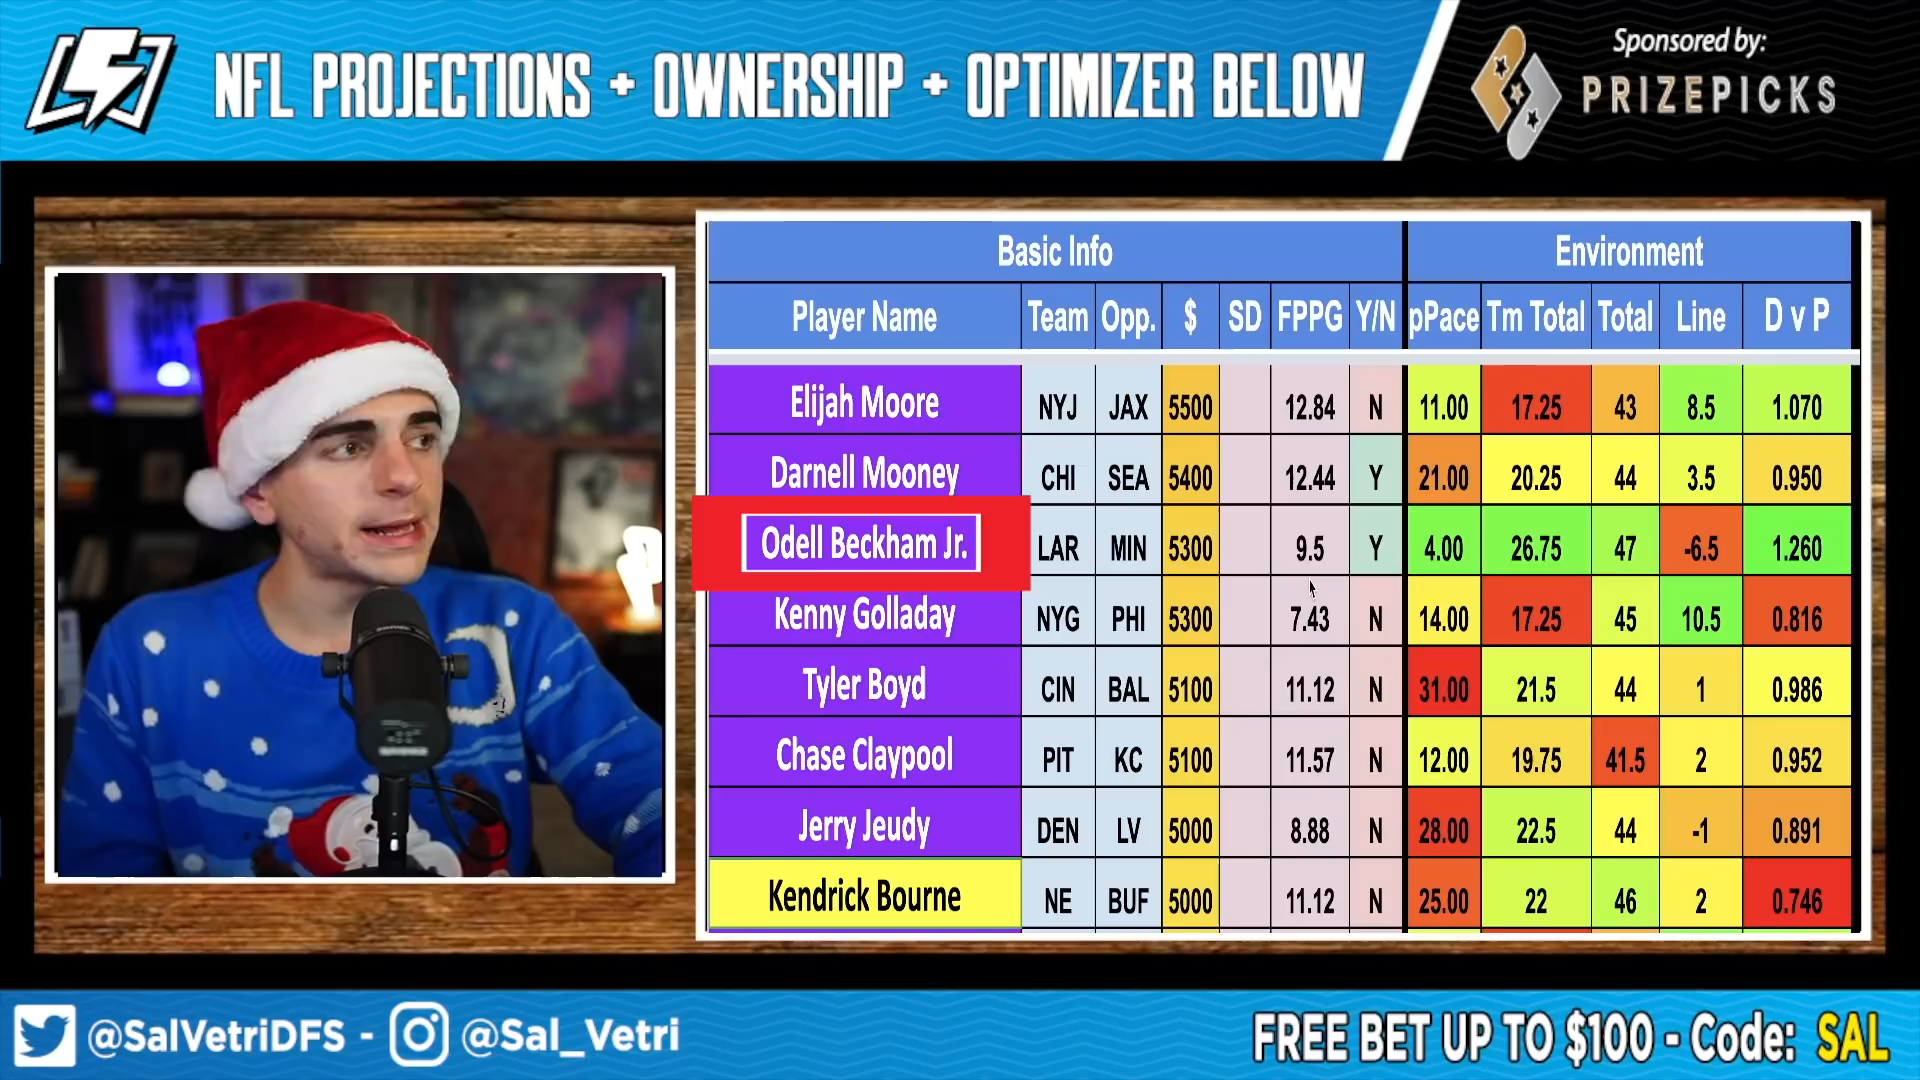 NFL PROJECTIONS + OWNERSHIP + OPTIMIZER BELOW
Sponsored by:
PRIZEPICKS
Basic Info Environment
Player Name Team Opp. $ SD FPPG Y/N pPace Tm Total Total Line D v P
Elijah Moore NYJ JAX 5500 12.84 N 11.00 17.25 43 8.5 1.070
Darnell Mooney CHI SEA 5400 12.44 Y 21.00 20.25 44 3.5 0.950
Odell Beckham Jr. LAR MIN 5300 9.5 Y 4.00 26.75 47 -6.5 1.260
Kenny Golladay NYG PHI 5300 7.43 N 14.00 17.25 45 10.5 0.816
Tyler Boyd CIN BAL 5100 11.12 N 31.00 21.5 44 1 0.986
Chase Claypool PIT KC 5100 11.57 N 12.00 19.75 41.5 2 0.952
Jerry Jeudy DEN LV 5000 8.88 N 28.00 22.5 44 -1 0.891
Kendrick Bourne NE BUF 5000 11.12 N 25.00 22 46 2 0.746
@SalVetriDFS - @Sal_Vetri
FREE BET UP TO $100 - Code: SAL